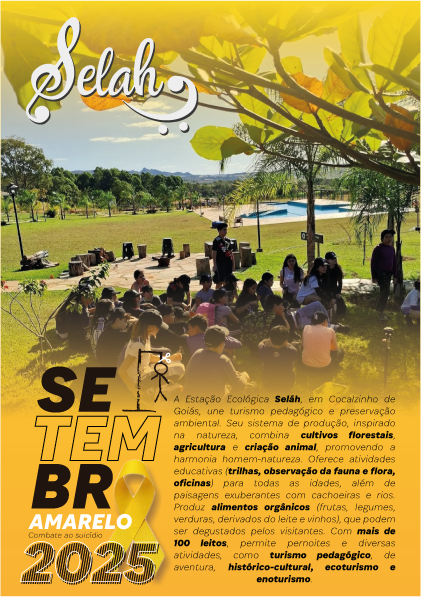 Selah
SE
TEM
BR
AMARELO
Combate ao suicídio
2025
A Estação Ecológica Seláh, em Cocalzinho de
Goiás, une turismo pedagógico e preservação
ambiental. Seu sistema de produção, inspirado
na natureza, combina cultivos florestais,
agricultura e criação animal, promovendo a
harmonia homem-natureza. Oferece atividades
educativas (trilhas, observação da fauna e flora,
oficinas) para todas as idades, além de
paisagens exuberantes com cachoeiras e rios.
Produz alimentos orgânicos (frutas, legumes,
verduras, derivados do leite e vinhos), que podem
ser degustados pelos visitantes. Com mais de
100 leitos, permite pernoites e diversas
atividades, como turismo pedagógico, de
aventura, histórico-cultural, ecoturismo e
enoturismo.